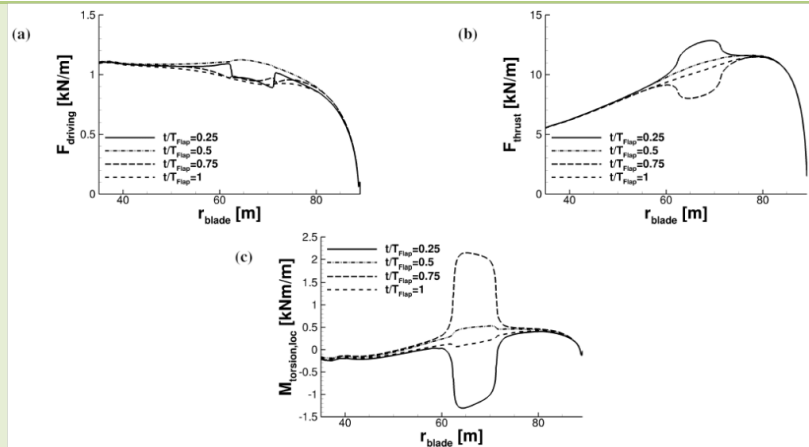 (a)
1.5
1
0.5
0
F_driving [kN/m]
t/T_Flap=0.25
t/T_Flap=0.5
t/T_Flap=0.75
t/T_Flap=1
40 60 80
r_blade [m]
(b)
15
10
5
0
F_thrust [kN/m]
t/T_Flap=0.25
t/T_Flap=0.5
t/T_Flap=0.75
t/T_Flap=1
40 60 80
r_blade [m]
(c)
2.5
2
1.5
1
0.5
0
-0.5
-1
-1.5
M_torsion,loc [kNm/m]
t/T_Flap=0.25
t/T_Flap=0.5
t/T_Flap=0.75
t/T_Flap=1
40 60 80
r_blade [m]